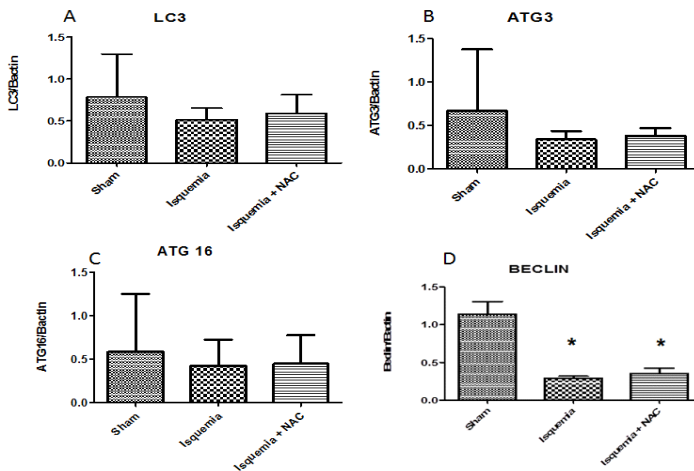 A
LC3
LC3/Bactin
1.5
1.0
0.5
0.0
Sham
Isquemia
Isquemia + NAC
B
ATG3
ATG3/Bactin
1.5
1.0
0.5
0.0
Sham
Isquemia
Isquemia + NAC
C
ATG 16
ATG16/Bactin
1.5
1.0
0.5
0.0
Sham
Isquemia
Isquemia + NAC
D
BECLIN
1.5
1.0
0.5
0.0
*
*
Sham
Isquemia
Isquemia + NAC